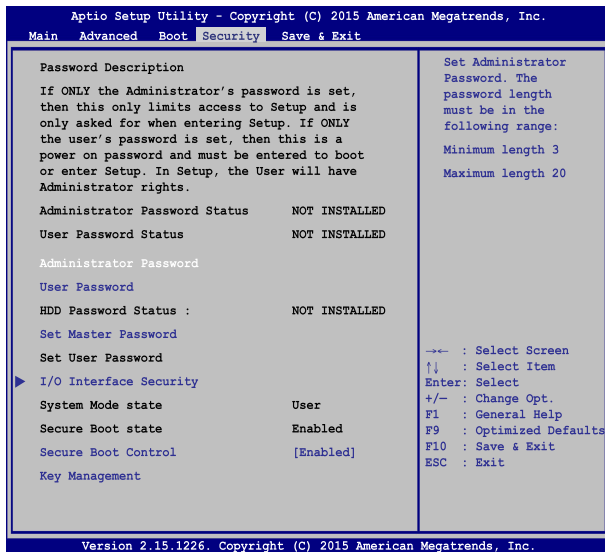 Aptio Setup Utility - Copyright (C) 2015 American Megatrends, Inc.
Main Advanced Boot Security Save & Exit
Password Description
If ONLY the Administrator's password is set,
then this only limits access to Setup and is
only asked for when entering Setup. If ONLY
the user's password is set, then this is a
power on password and must be entered to boot
or enter Setup. In Setup, the User will have
Administrator rights.
Administrator Password Status NOT INSTALLED
User Password Status NOT INSTALLED
Administrator Password
User Password
HDD Password Status : NOT INSTALLED
Set Master Password
Set User Password
I/O Interface Security
System Mode state User
Secure Boot state Enabled
Secure Boot Control [Enabled]
Key Management
Set Administrator
Password. The
password length
must be in the
following range:
Minimum length 3
Maximum length 20
→← : Select Screen
↑↓ : Select Item
Enter: Select
+/— : Change Opt.
F1 : General Help
F9 : Optimized Defaults
F10 : Save & Exit
ESC : Exit
Version 2.15.1226. Copyright (C) 2015 American Megatrends, Inc.